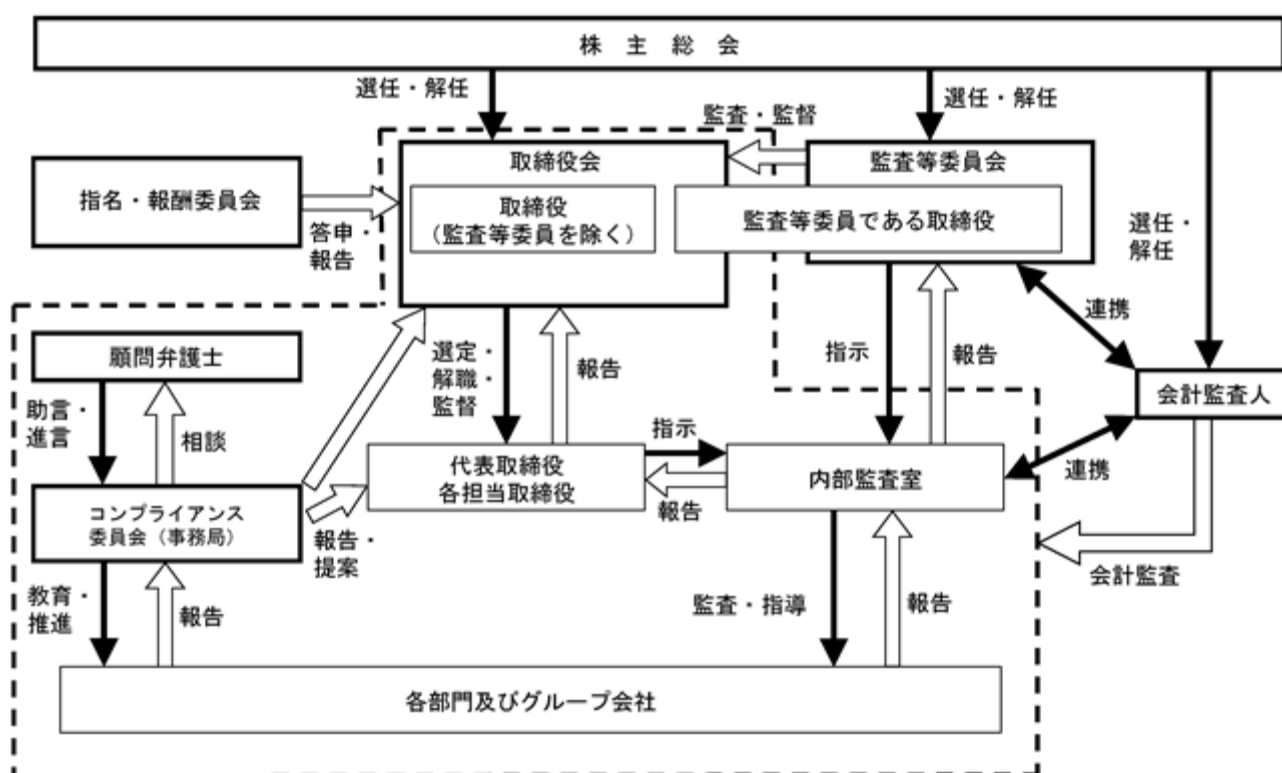 株主総会
選任・解任
選任・解任
監査・監督
取締役会
監査等委員会
指名・報酬委員会
取締役
(監査等委員を除く)
監査等委員である取締役
答申・
報告
選任・
解任
連携
顧問弁護士
選定・
解職・
監督
報告
指示
報告
会計監査人
助言・
進言
相談
指示
代表取締役
各担当取締役
内部監査室
連携
報告
コンプライアンス
委員会(事務局)
報告・
提案
会計監査
教育・
推進
報告
監査・指導
報告
各部門及びグループ会社